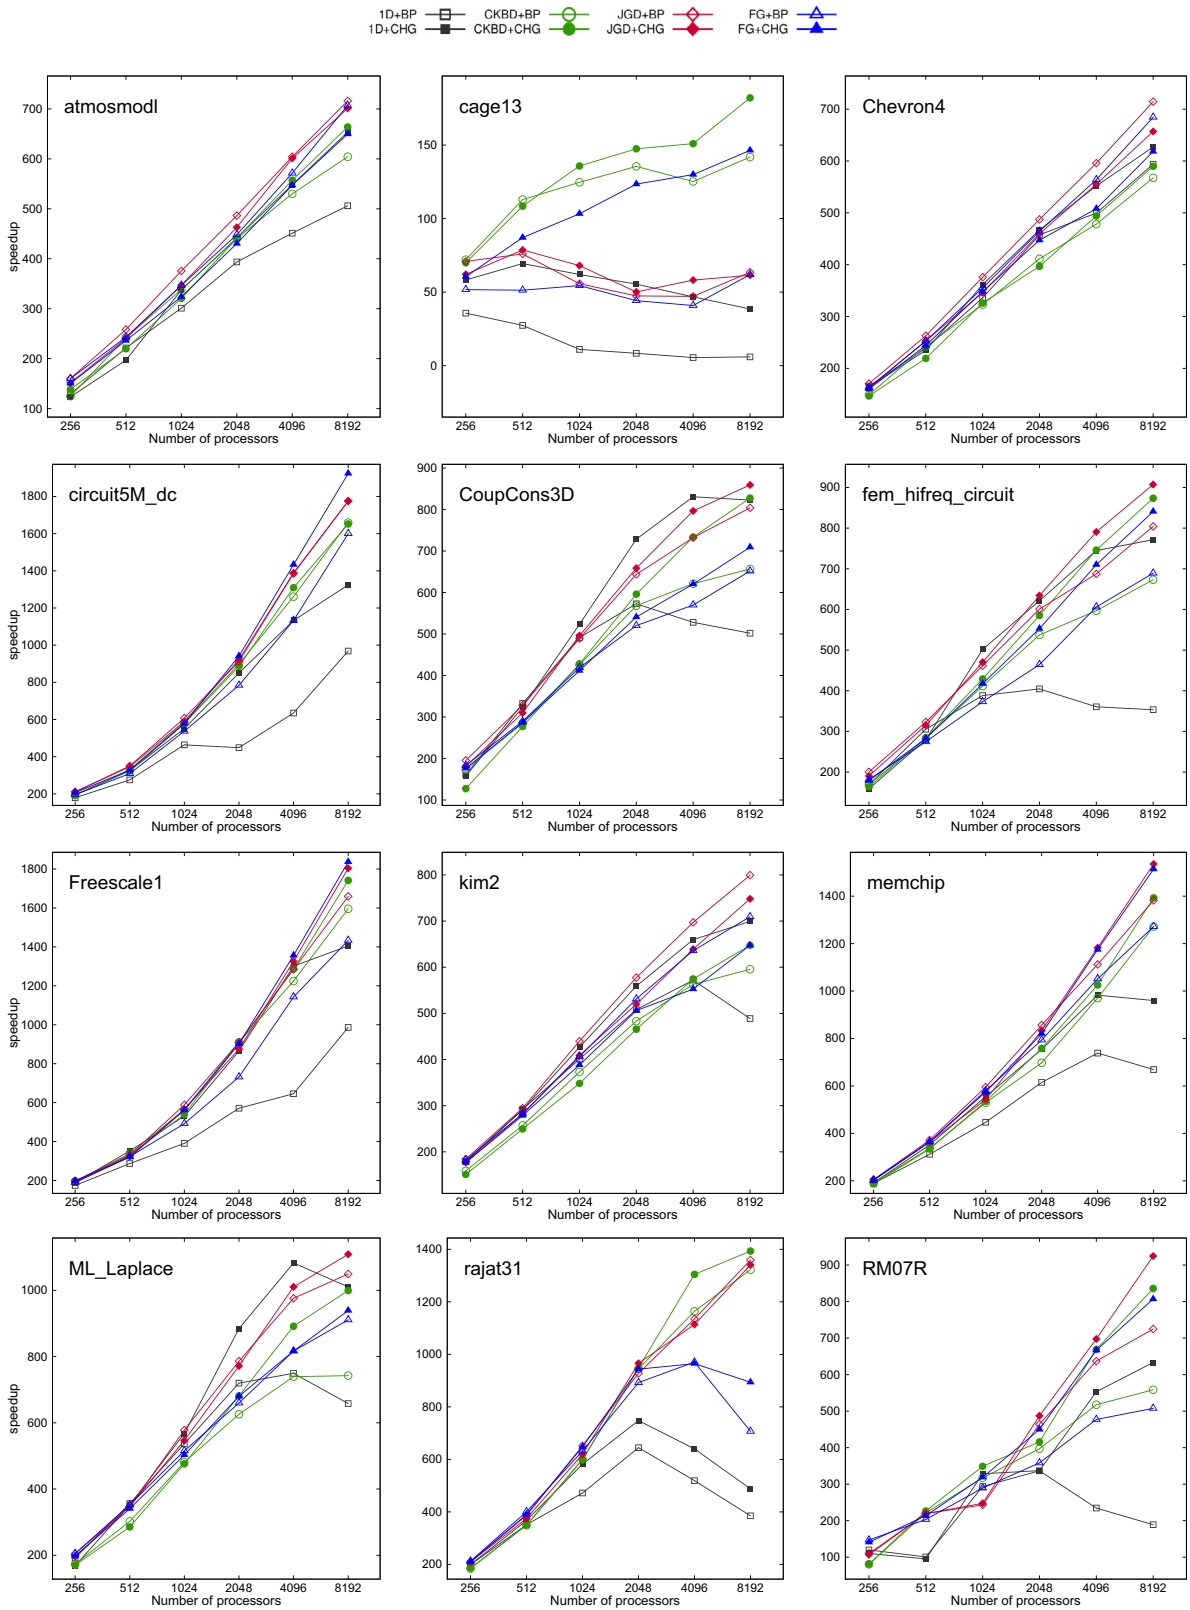 1D+BP CKBD+BP JGD+BP FG+BP
1D+CHG CKBD+CHG JGD+CHG FG+CHG
atmosmodl
speedup
700
600
500
400
300
200
100
256 512 1024 2048 4096 8192
Number of processors
cage13
150
100
50
0
256 512 1024 2048 4096 8192
Number of processors
Chevron4
700
600
500
400
300
200
256 512 1024 2048 4096 8192
Number of processors
circuit5M_dc
speedup
1800
1600
1400
1200
1000
800
600
400
200
256 512 1024 2048 4096 8192
Number of processors
CoupCons3D
900
800
700
600
500
400
300
200
100
256 512 1024 2048 4096 8192
Number of processors
fem_hifreq_circuit
900
800
700
600
500
400
300
200
256 512 1024 2048 4096 8192
Number of processors
Freescale1
speedup
1800
1600
1400
1200
1000
800
600
400
200
256 512 1024 2048 4096 8192
Number of processors
kim2
800
700
600
500
400
300
200
256 512 1024 2048 4096 8192
Number of processors
memchip
1400
1200
1000
800
600
400
200
256 512 1024 2048 4096 8192
Number of processors
ML_Laplace
speedup
1000
800
600
400
200
256 512 1024 2048 4096 8192
Number of processors
rajat31
1400
1200
1000
800
600
400
200
256 512 1024 2048 4096 8192
Number of processors
RM07R
900
800
700
600
500
400
300
200
100
256 512 1024 2048 4096 8192
Number of processors